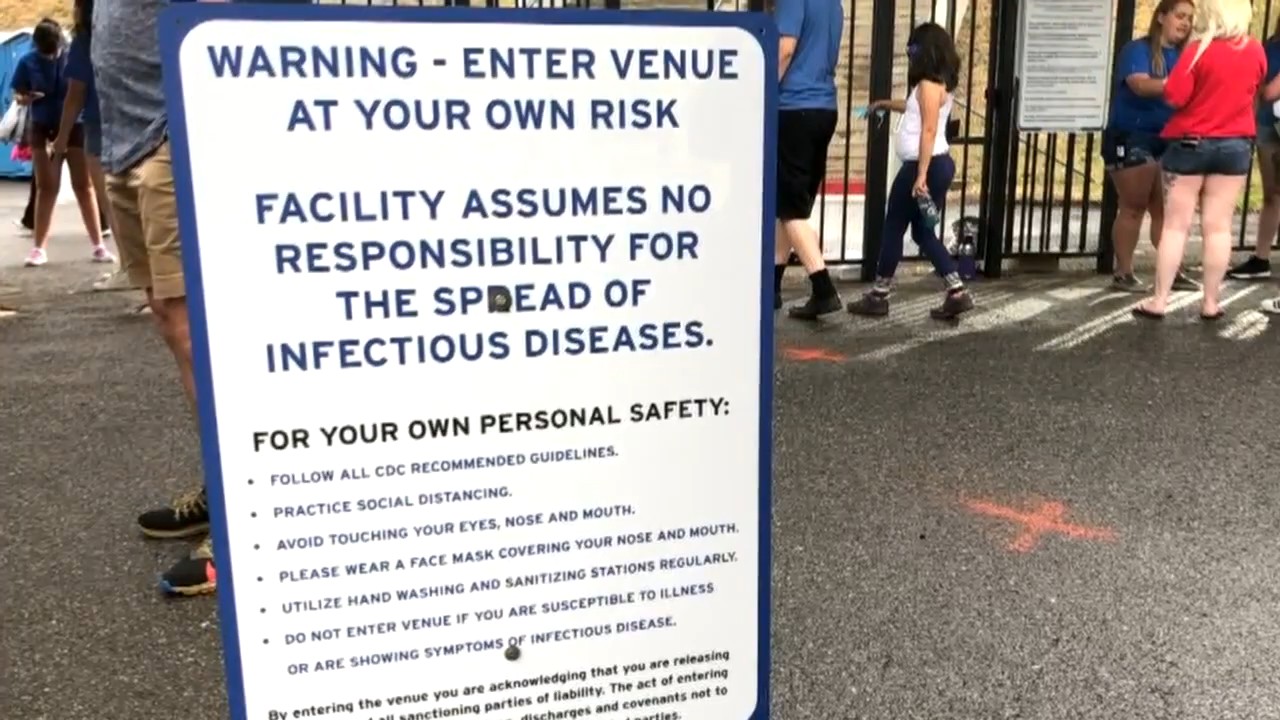 WARNING - ENTER VENUE
AT YOUR OWN RISK
FACILITY ASSUMES NO
RESPONSIBILITY FOR
THE SPREAD OF
INFECTIOUS DISEASES.
FOR YOUR OWN PERSONAL SAFETY:
• FOLLOW ALL CDC RECOMMENDED GUIDELINES.
• PRACTICE SOCIAL DISTANCING.
• AVOID TOUCHING YOUR EYES, NOSE AND MOUTH.
• PLEASE WEAR A FACE MASK COVERING YOUR NOSE AND MOUTH.
• UTILIZE HAND WASHING AND SANITIZING STATIONS REGULARLY.
• DO NOT ENTER VENUE IF YOU ARE SUSCEPTIBLE TO ILLNESS
OR ARE SHOWING SYMPTOMS OF INFECTIOUS DISEASE.
By entering the venue you are acknowledging that you are releasing
all sanctioning parties of liability. The act of entering
discharges and covenants not to
parties.